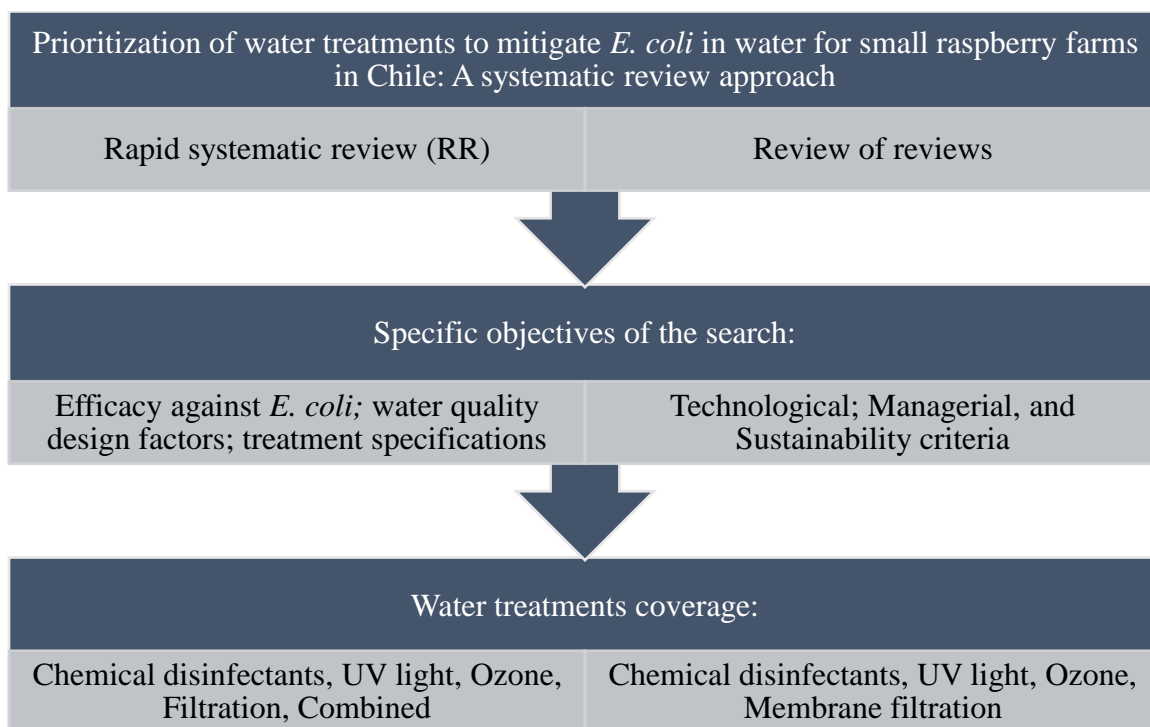 Prioritization of water treatments to mitigate E. coli in water for small raspberry farms
in Chile: A systematic review approach
Rapid systematic review (RR)
Review of reviews
Specific objectives of the search:
Efficacy against E. coli; water quality
design factors; treatment specifications
Technological; Managerial, and
Sustainability criteria
Water treatments coverage:
Chemical disinfectants, UV light, Ozone,
Filtration, Combined
Chemical disinfectants, UV light, Ozone,
Membrane filtration